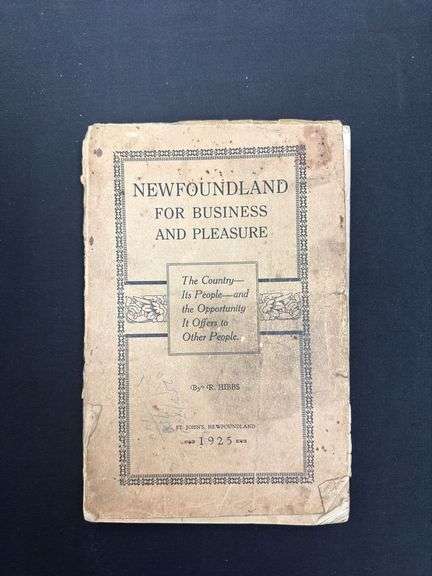 NEWFOUNDLAND
FOR BUSINESS
AND PLEASURE
The Country—
Its People—and
the Opportunity
It Offers to
Other People.
By R. HIBBS
ST. JOHN'S, NEWFOUNDLAND
1925